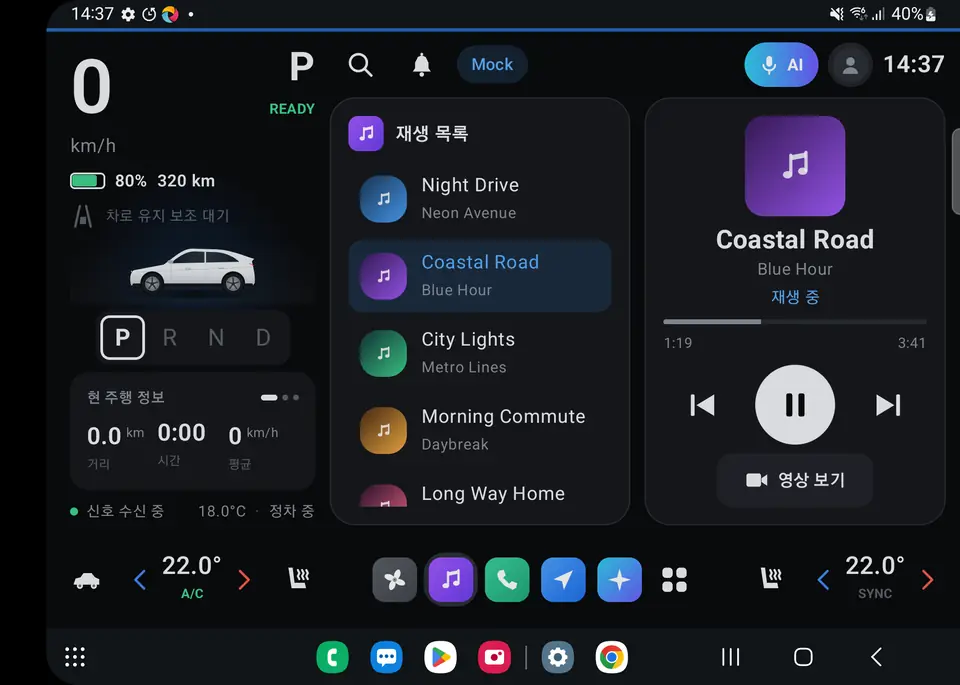 14:37
40%
0
P
km/h
READY
80% 320 km
차로 유지 보조 대기
P R N D
현 주행 정보
0.0 km 0:00 0 km/h
거리 시간 평균
신호 수신 중 18.0°C · 정차 중
Mock
AI
14:37
재생 목록
Night Drive
Neon Avenue
Coastal Road
Blue Hour
City Lights
Metro Lines
Morning Commute
Daybreak
Long Way Home
Coastal Road
Blue Hour
재생 중
1:19 3:41
영상 보기
22.0°
A/C
22.0°
SYNC